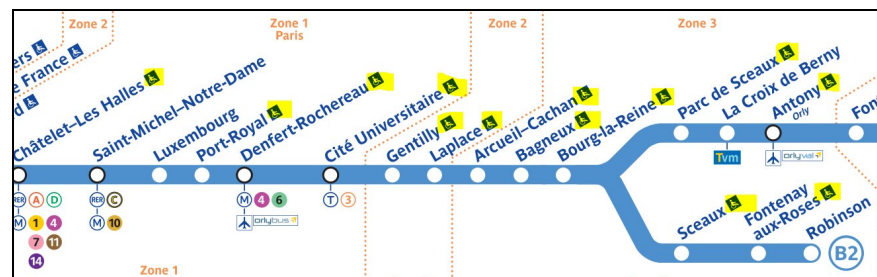 Zone 2
Zone 1
Paris
Zone 2
Zone 3
ers
e France
d
Châtelet–Les Halles
Saint-Michel–Notre-Dame
Luxembourg
Port-Royal
Denfert-Rochereau
Cité Universitaire
Gentilly
Laplace
Arcueil–Cachan
Bagneux
Bourg-la-Reine
Parc de Sceaux
La Croix de Berny
Antony
Orly
Font
RER A D
M 1 4
7 11
14
RER C
M 10
M 4 6
orlybus
T 3
Tvm
orlyval
Sceaux
Fontenay
aux-Roses
Robinson
B2
Zone 1